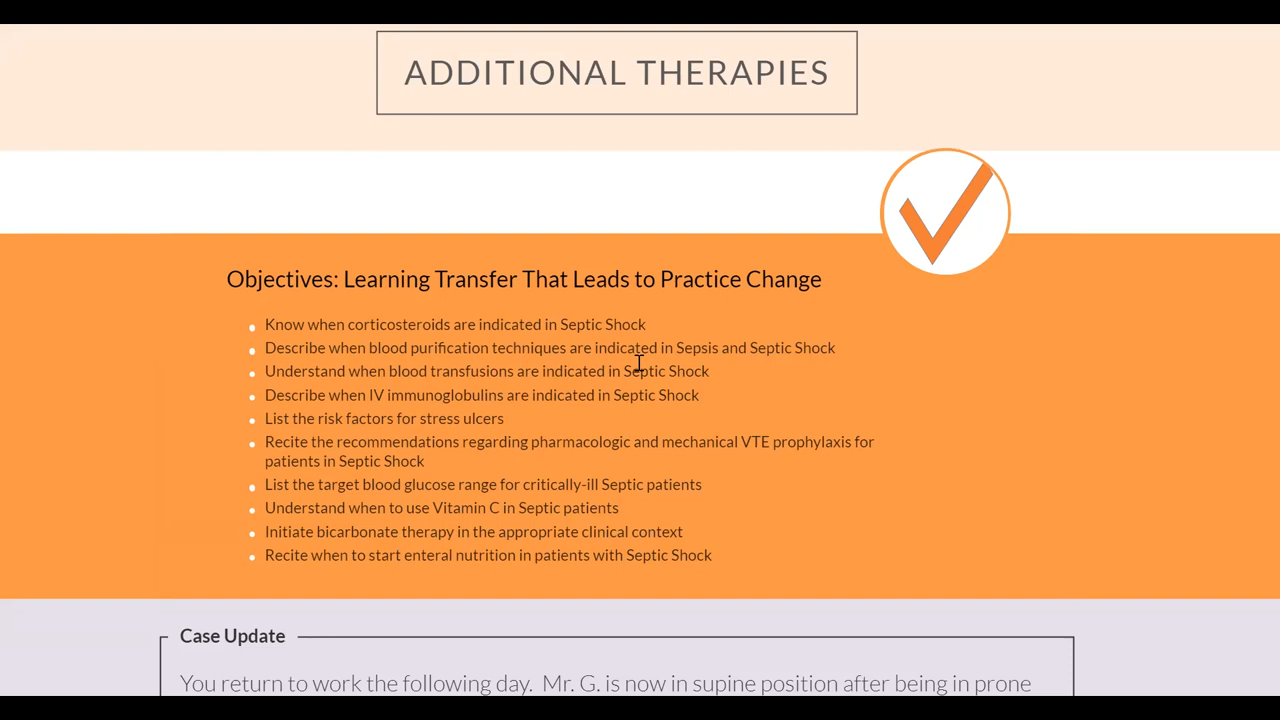 ADDITIONAL THERAPIES
Objectives: Learning Transfer That Leads to Practice Change
Know when corticosteroids are indicated in Septic Shock
Describe when blood purification techniques are indicated in Sepsis and Septic Shock
Understand when blood transfusions are indicated in Septic Shock
Describe when IV immunoglobulins are indicated in Septic Shock
List the risk factors for stress ulcers
Recite the recommendations regarding pharmacologic and mechanical VTE prophylaxis for
patients in Septic Shock
List the target blood glucose range for critically-ill Septic patients
Understand when to use Vitamin C in Septic patients
Initiate bicarbonate therapy in the appropriate clinical context
Recite when to start enteral nutrition in patients with Septic Shock
Case Update
You return to work the following day.  Mr. G. is now in supine position after being in prone